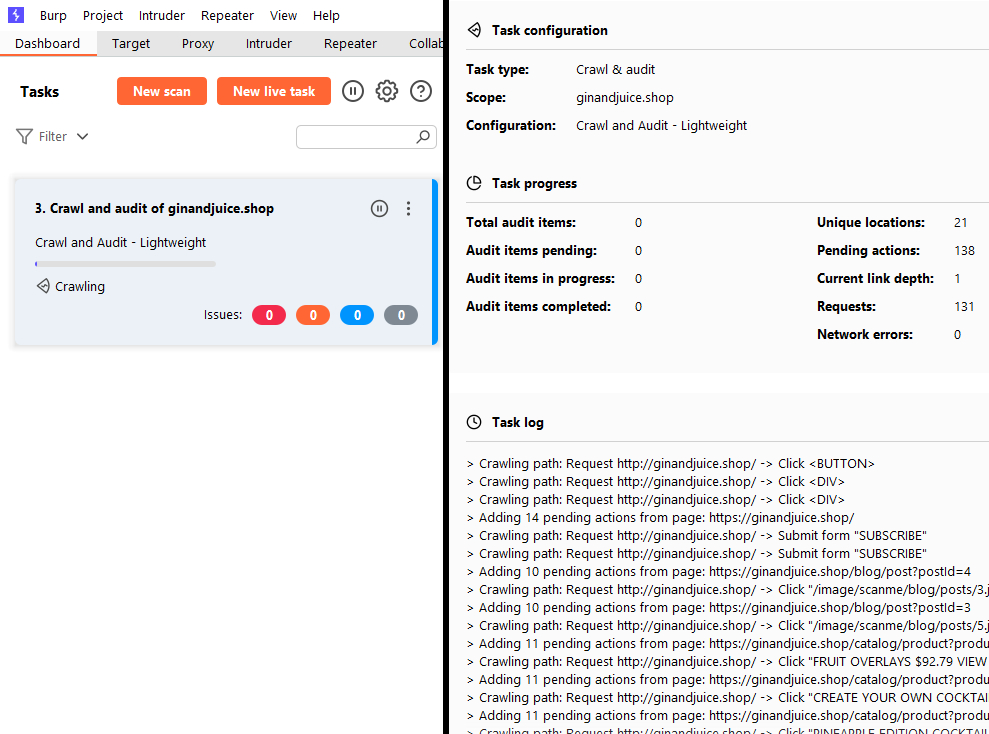 Burp Project Intruder Repeater View Help
Dashboard Target Proxy Intruder Repeater Collab
Tasks New scan New live task
Filter
3. Crawl and audit of ginandjuice.shop
Crawl and Audit - Lightweight
Crawling
Issues: 0 0 0 0
Task configuration
Task type: Crawl & audit
Scope: ginandjuice.shop
Configuration: Crawl and Audit - Lightweight
Task progress
Total audit items: 0 Unique locations: 21
Audit items pending: 0 Pending actions: 138
Audit items in progress: 0 Current link depth: 1
Audit items completed: 0 Requests: 131
Network errors: 0
Task log
> Crawling path: Request http://ginandjuice.shop/ -> Click <BUTTON>
> Crawling path: Request http://ginandjuice.shop/ -> Click <DIV>
> Crawling path: Request http://ginandjuice.shop/ -> Click <DIV>
> Adding 14 pending actions from page: https://ginandjuice.shop/
> Crawling path: Request http://ginandjuice.shop/ -> Submit form "SUBSCRIBE"
> Crawling path: Request http://ginandjuice.shop/ -> Submit form "SUBSCRIBE"
> Adding 10 pending actions from page: https://ginandjuice.shop/blog/post?postId=4
> Crawling path: Request http://ginandjuice.shop/ -> Click "/image/scanme/blog/posts/3.j
> Adding 10 pending actions from page: https://ginandjuice.shop/blog/post?postId=3
> Crawling path: Request http://ginandjuice.shop/ -> Click "/image/scanme/blog/posts/5.j
> Adding 11 pending actions from page: https://ginandjuice.shop/catalog/product?produ
> Crawling path: Request http://ginandjuice.shop/ -> Click "FRUIT OVERLAYS $92.79 VIEW
> Adding 11 pending actions from page: https://ginandjuice.shop/catalog/product?produ
> Crawling path: Request http://ginandjuice.shop/ -> Click "CREATE YOUR OWN COCKTAI
> Adding 11 pending actions from page: https://ginandjuice.shop/catalog/product?produ
> Crawling path: Request http://ginandjuice.shop/ -> Click "PINEAPPLE EDITION COCKTAIL